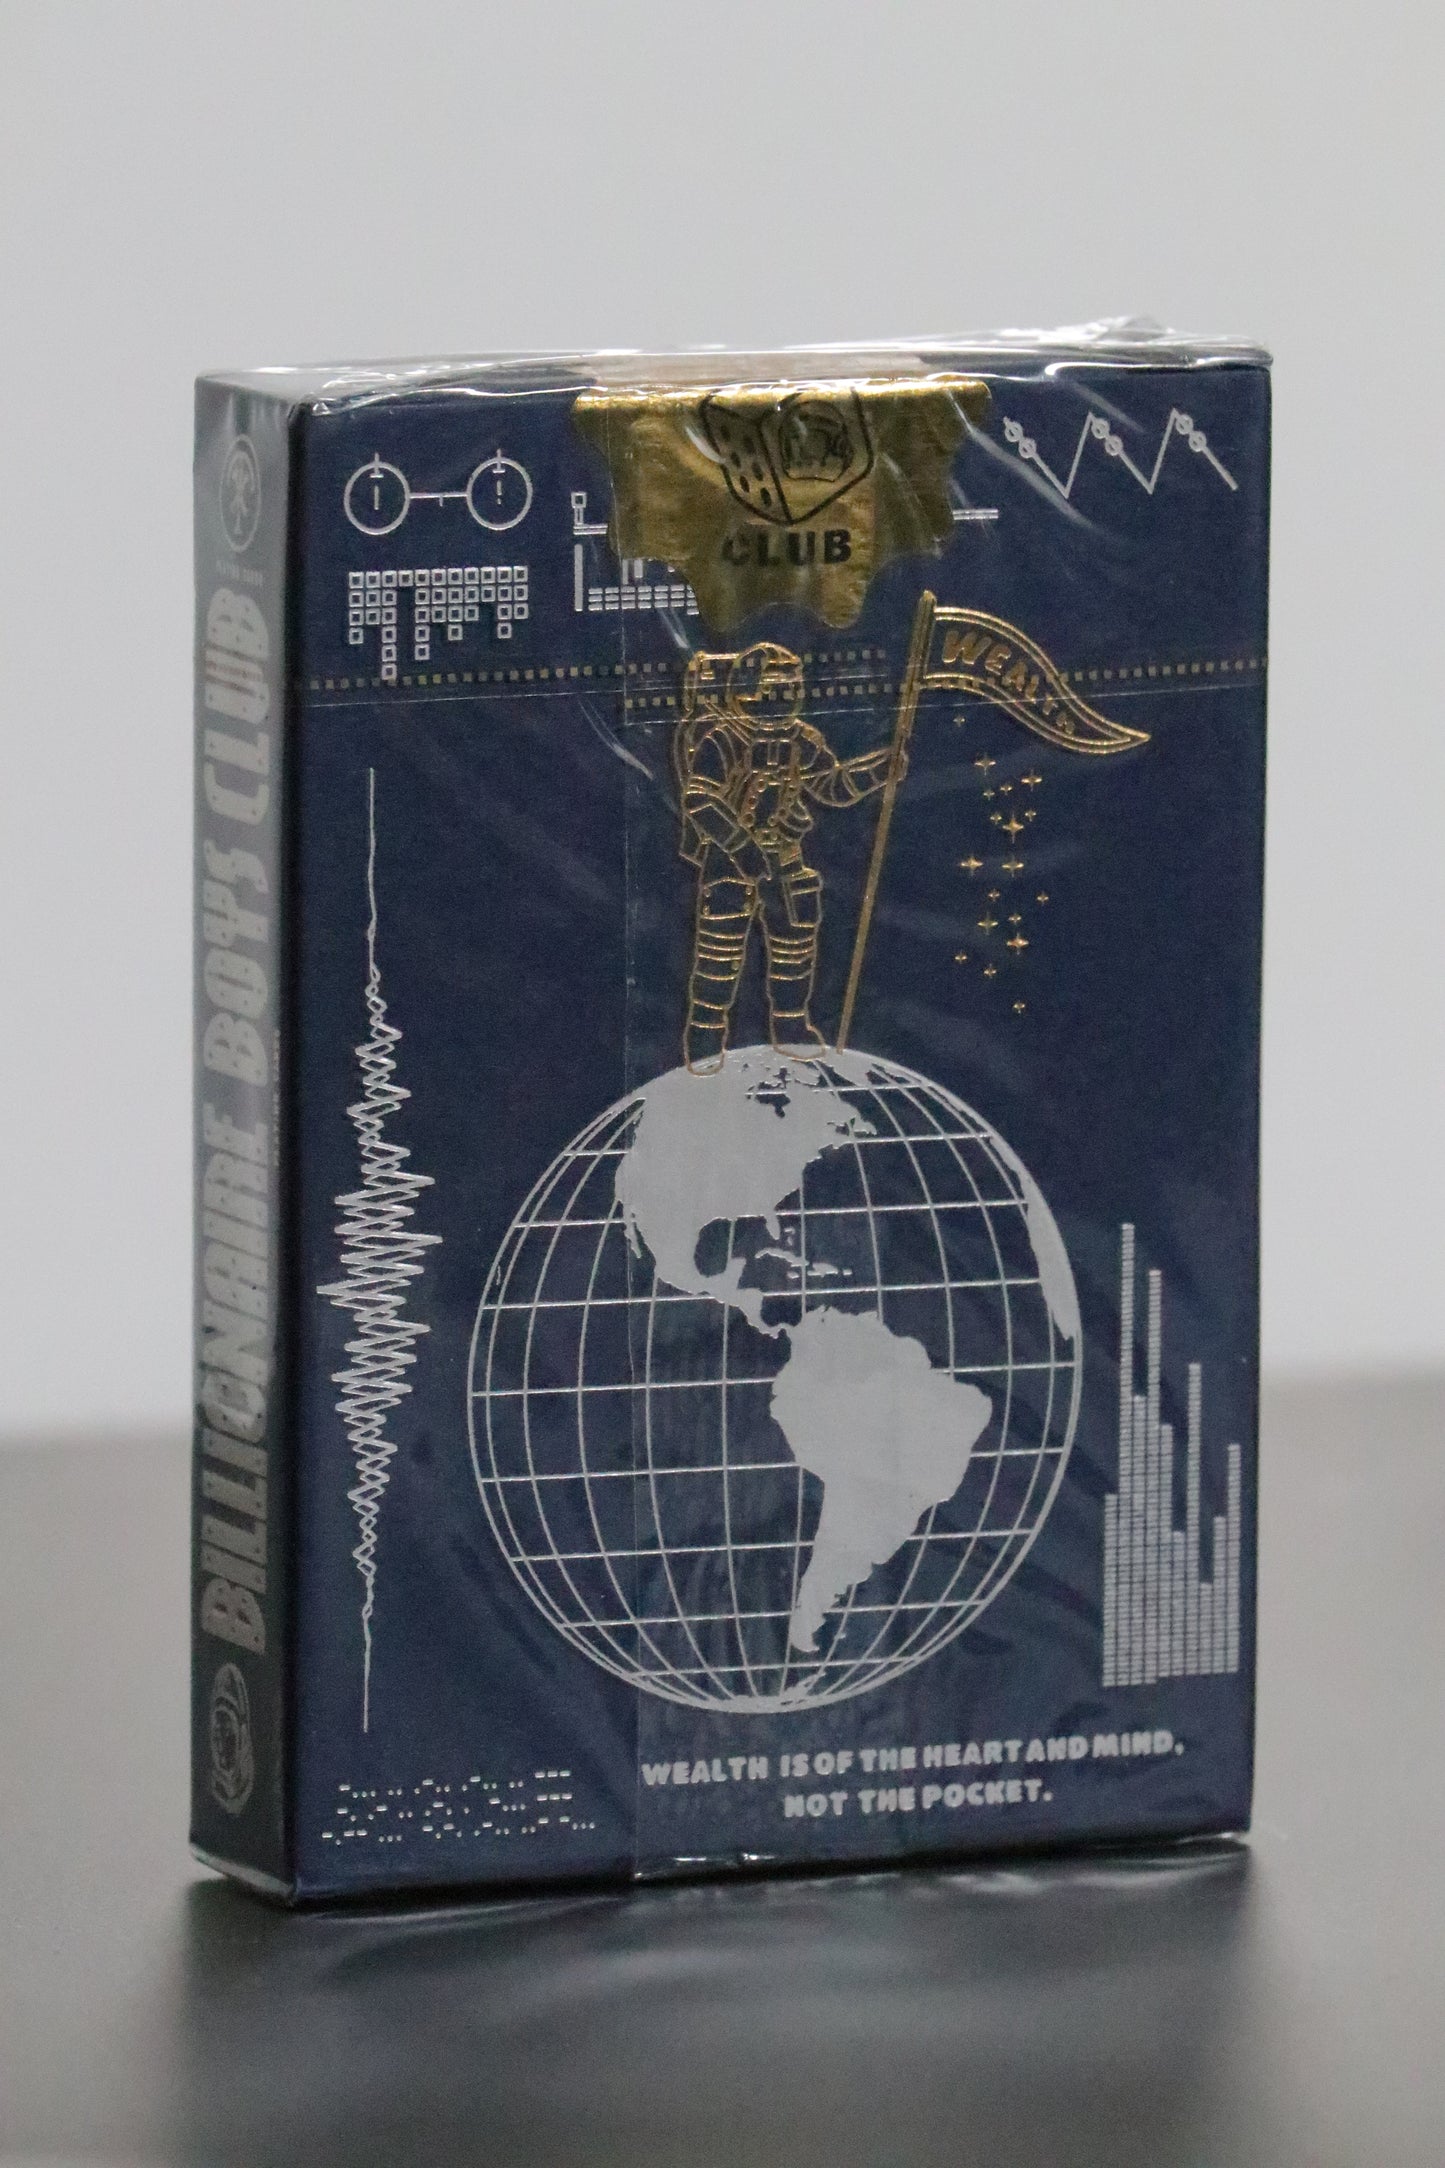 CLUB
WEALTH
BILLIONAIRE BOYS CLUB
WEALTH IS OF THE HEART AND MIND,
NOT THE POCKET.